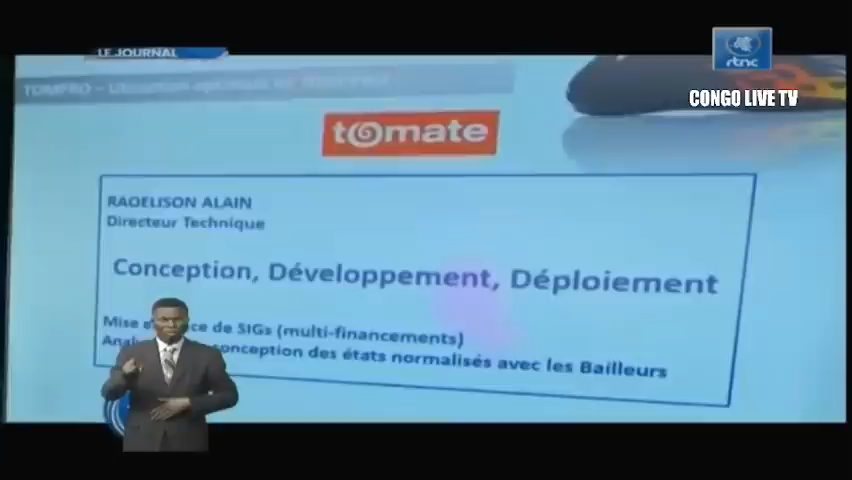 LE JOURNAL
rtnc
CONGO LIVE TV
TOMPRO –
tomate
RAOELISON ALAIN
Directeur Technique
Conception, Développement, Déploiement
Mise de SIGs (multi-financements)
conception des états normalisés avec les Bailleurs